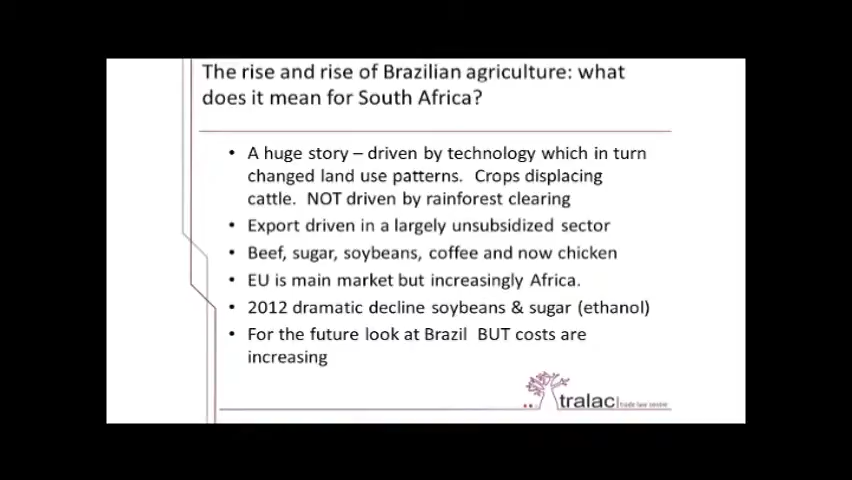 The rise and rise of Brazilian agriculture: what
does it mean for South Africa?
• A huge story – driven by technology which in turn
changed land use patterns.  Crops displacing
cattle.  NOT driven by rainforest clearing
• Export driven in a largely unsubsidized sector
• Beef, sugar, soybeans, coffee and now chicken
• EU is main market but increasingly Africa.
• 2012 dramatic decline soybeans & sugar (ethanol)
• For the future look at Brazil  BUT costs are
increasing
tralac| trade law centre